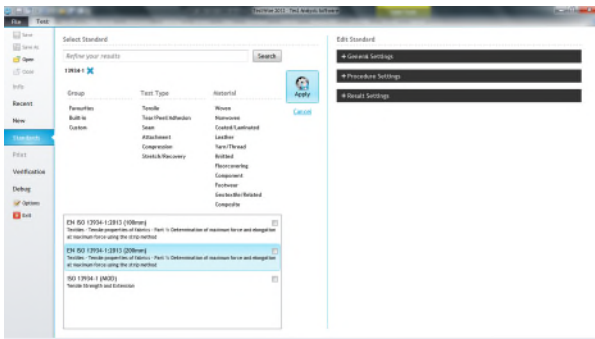 TestWise 2013 - Test Analysis Software
File
Test
Save
Save As
Open
Close
Info
Recent
New
Standards
Print
Verification
Debug
Options
Exit
Select Standard
Refine your results
Search
13934-1
Group
Favourites
Built-in
Custom
Test Type
Tensile
Tear/Peel/Adhesion
Seam
Attachment
Compression
Stretch/Recovery
Material
Woven
Nonwoven
Coated/Laminated
Leather
Yarn/Thread
Knitted
Floorcovering
Component
Footwear
Geotextile/Related
Composite
Apply
Cancel
EN ISO 13934-1:2013 (100mm)
Textiles - Tensile properties of fabrics - Part 1: Determination of maximum force and elongation
at maximum force using the strip method
EN ISO 13934-1:2013 (200mm)
Textiles - Tensile properties of fabrics - Part 1: Determination of maximum force and elongation
at maximum force using the strip method
ISO 13934-1 (MOD)
Tensile Strength and Extension
Edit Standard
+ General Settings
+ Procedure Settings
+ Result Settings